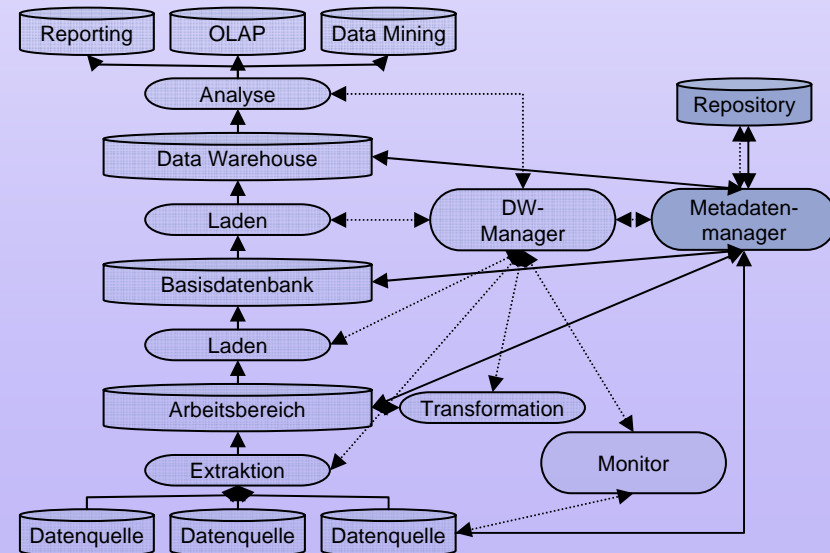 Reporting
OLAP
Data Mining
Analyse
Repository
Data Warehouse
Laden
DW-
Manager
Metadaten-
manager
Basisdatenbank
Laden
Arbeitsbereich
Transformation
Extraktion
Monitor
Datenquelle
Datenquelle
Datenquelle